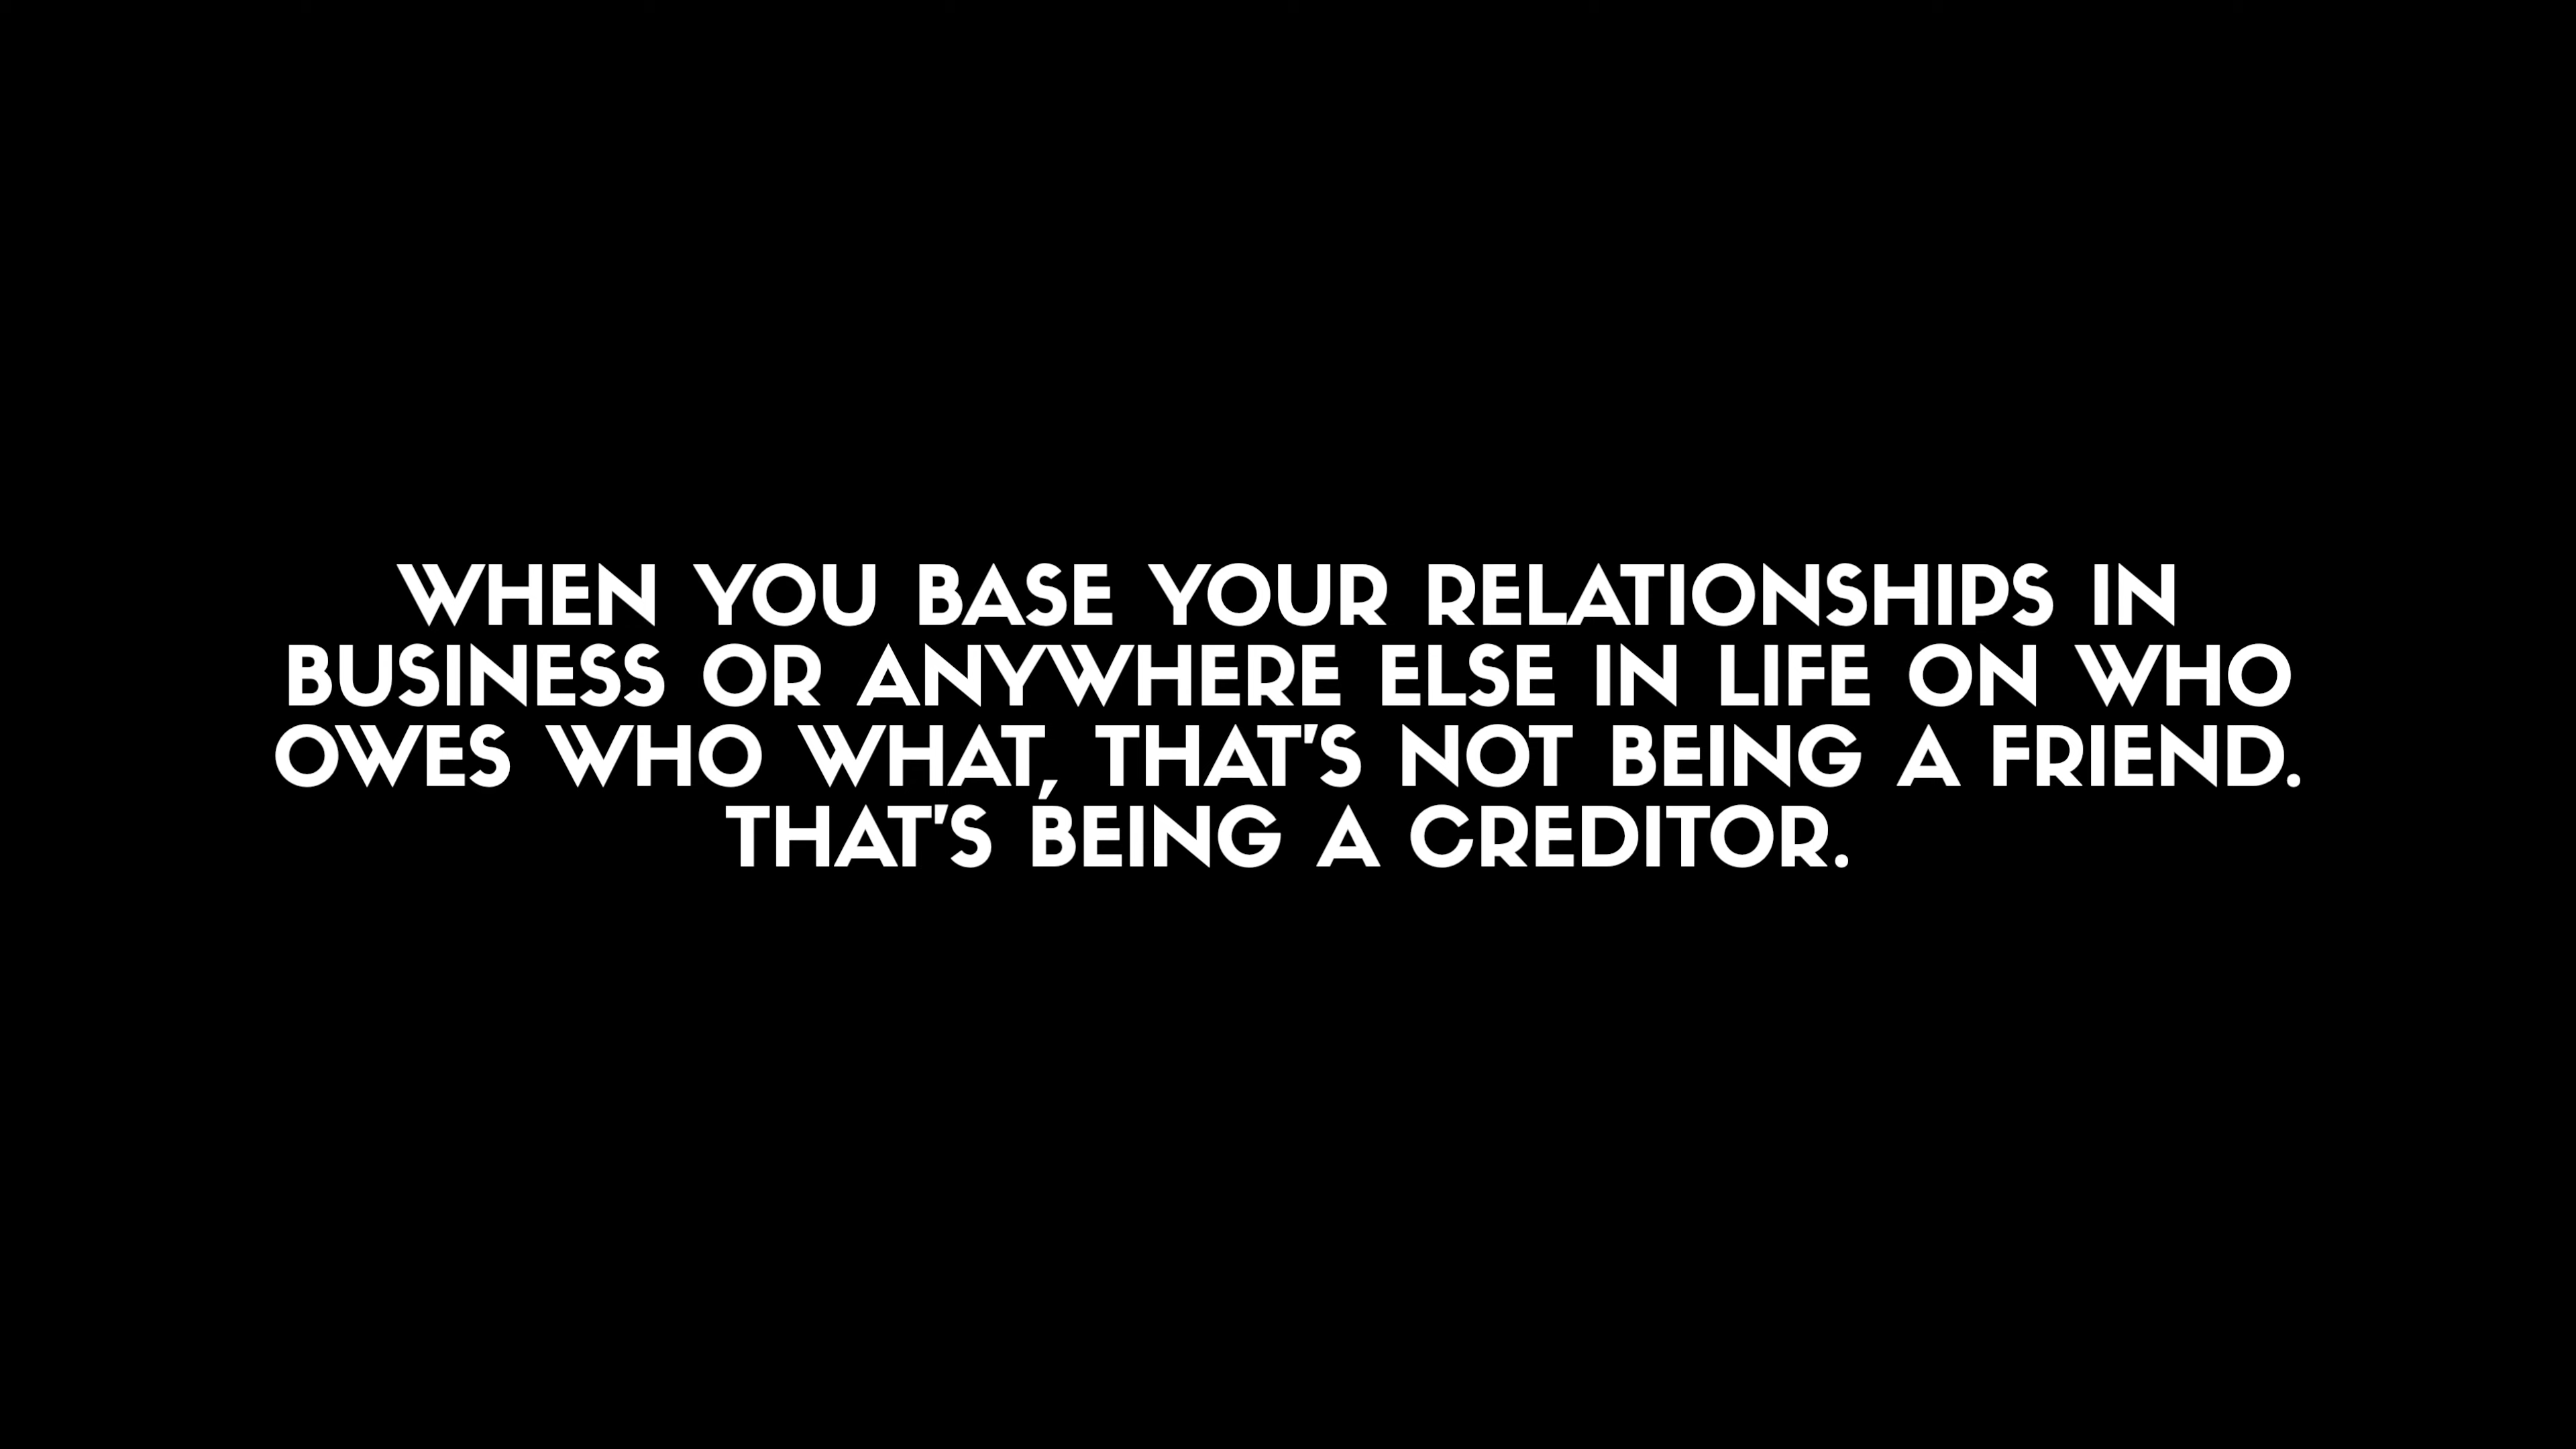 WHEN YOU BASE YOUR RELATIONSHIPS IN
BUSINESS OR ANYWHERE ELSE IN LIFE ON WHO
OWES WHO WHAT, THAT'S NOT BEING A FRIEND.
THAT'S BEING A CREDITOR.